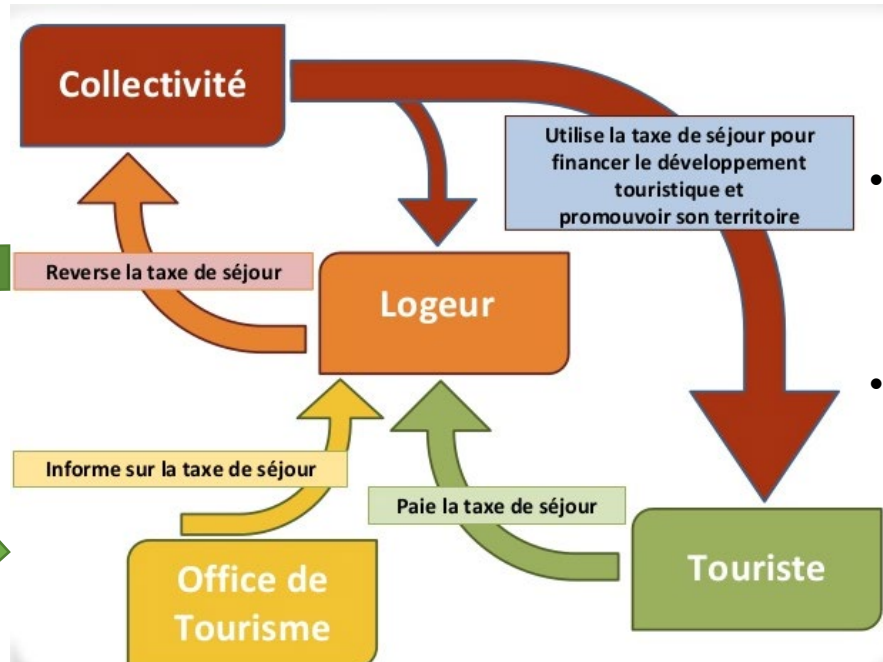 Collectivité
Utilise la taxe de séjour pour
financer le développement
touristique et
promouvoir son territoire
Reverse la taxe de séjour
Logeur
Informe sur la taxe de séjour
Paie la taxe de séjour
Office de
Tourisme
Touriste